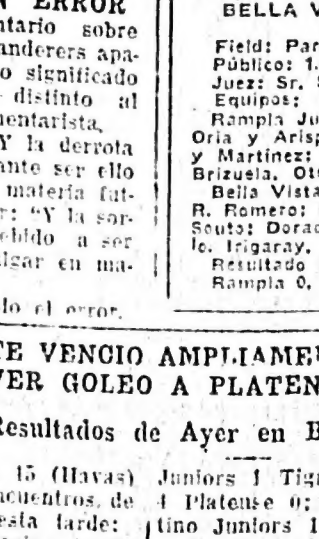 ERROR
ntario sobre
anderers apa-
o significado
distinto al
mentarista.
Y la derrota
ante ser ello
materia fut-
r: "Y la sor-
ebido a ser
lgar en ma-
do el error.
BELLA V
Field: Par
Público: 1.
Juez: Sr.
Equipos:
Rampla Ju
Oria y Arisp
y Martínez:
Brizuela, Ot
Bella Vista
R. Romero:
Souto: Dorad
lo. Irigaray,
Resultado
Rampla 0,
TE VENCIO AMPLIAMEN
VER GOLEO A PLATEN
Resultados de Ayer en B
15 (Havas)
ncuentros, de
esta tarde:
Juniors 1 Tig
4 Platense 0;
tino Juniors 1